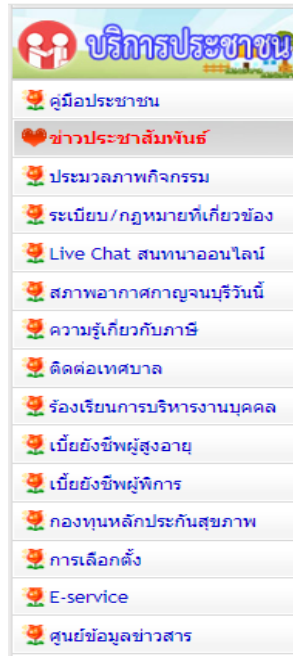 บริการประชาชน
คู่มือประชาชน
ข่าวประชาสัมพันธ์
ประมวลภาพกิจกรรม
ระเบียบ/กฎหมายที่เกี่ยวข้อง
Live Chat สนทนาออนไลน์
สภาพอากาศกาญจนบุรีวันนี้
ความรู้เกี่ยวกับภาษี
ติดต่อเทศบาล
ร้องเรียนการบริหารงานบุคคล
เบี้ยยังชีพผู้สูงอายุ
เบี้ยยังชีพผู้พิการ
กองทุนหลักประกันสุขภาพ
การเลือกตั้ง
E-service
ศูนย์ข้อมูลข่าวสาร